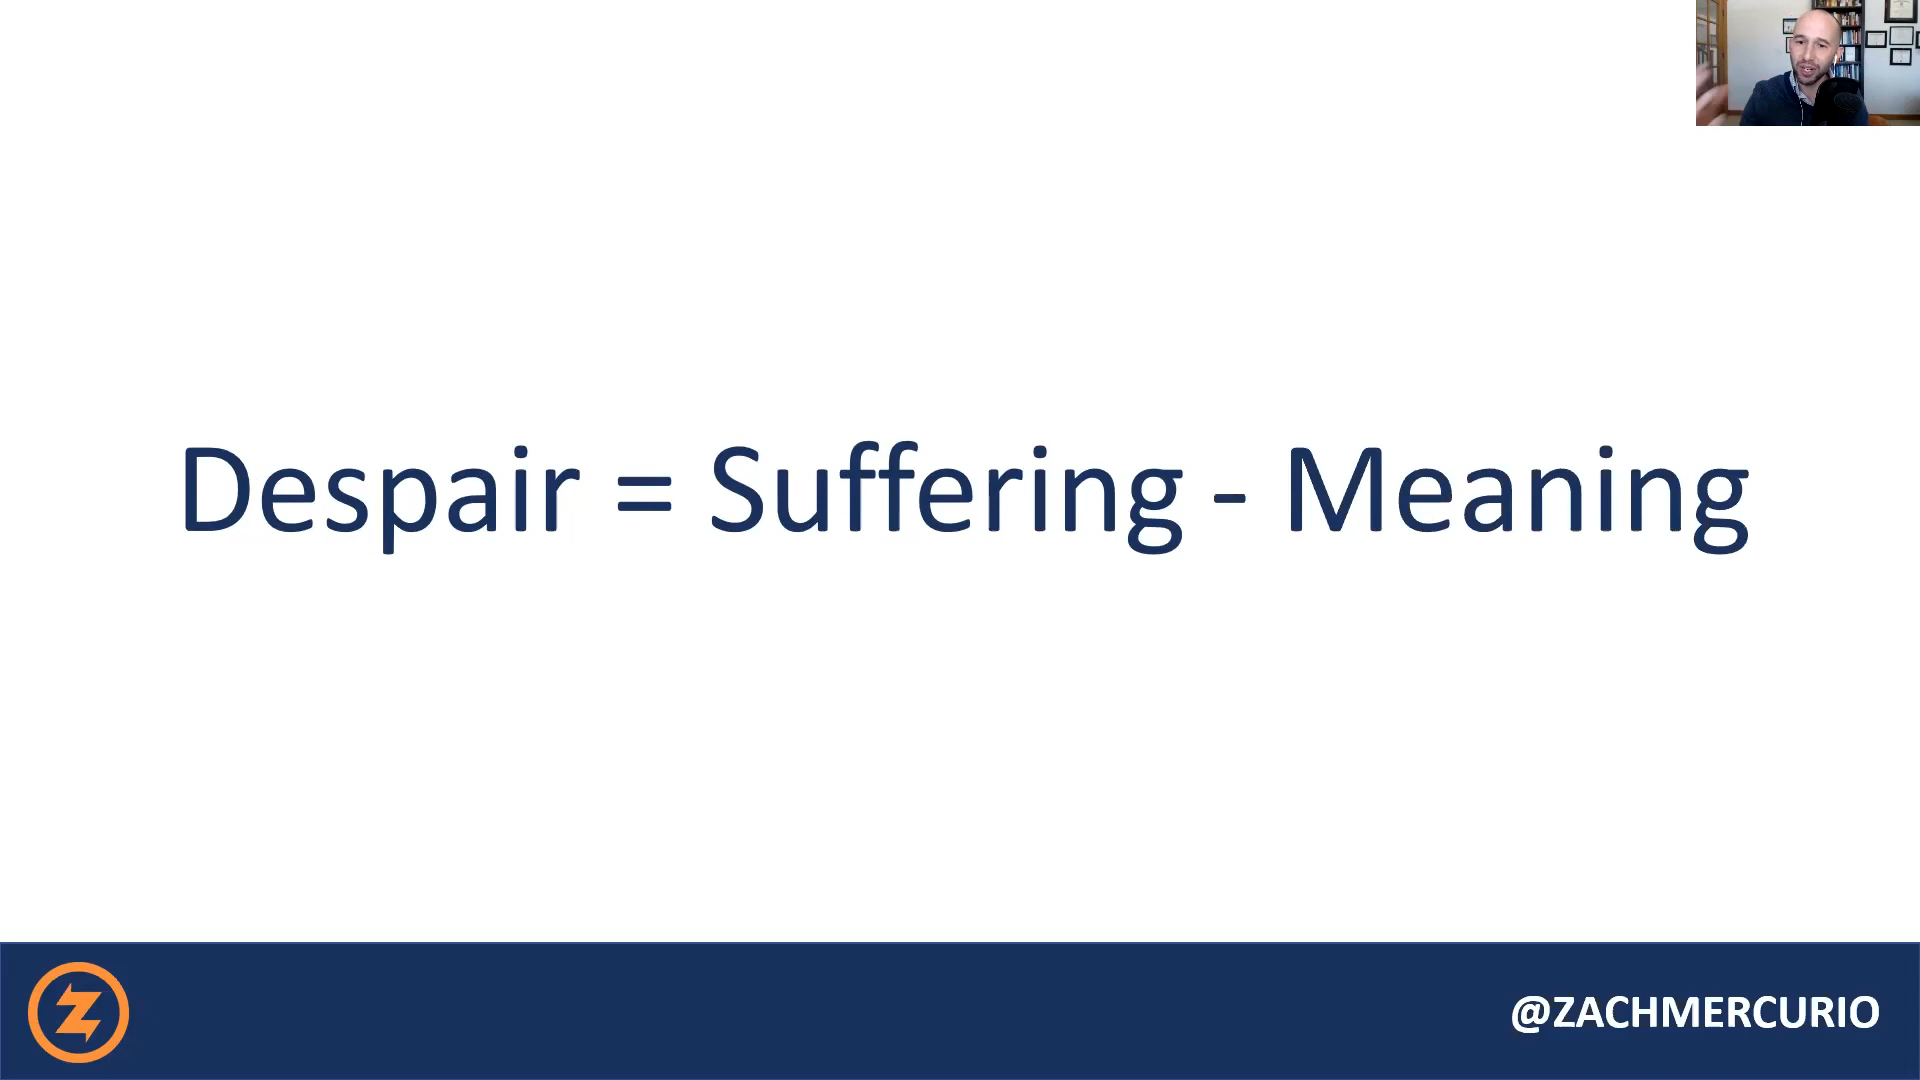 Despair = Suffering - Meaning
@ZACHMERCURIO